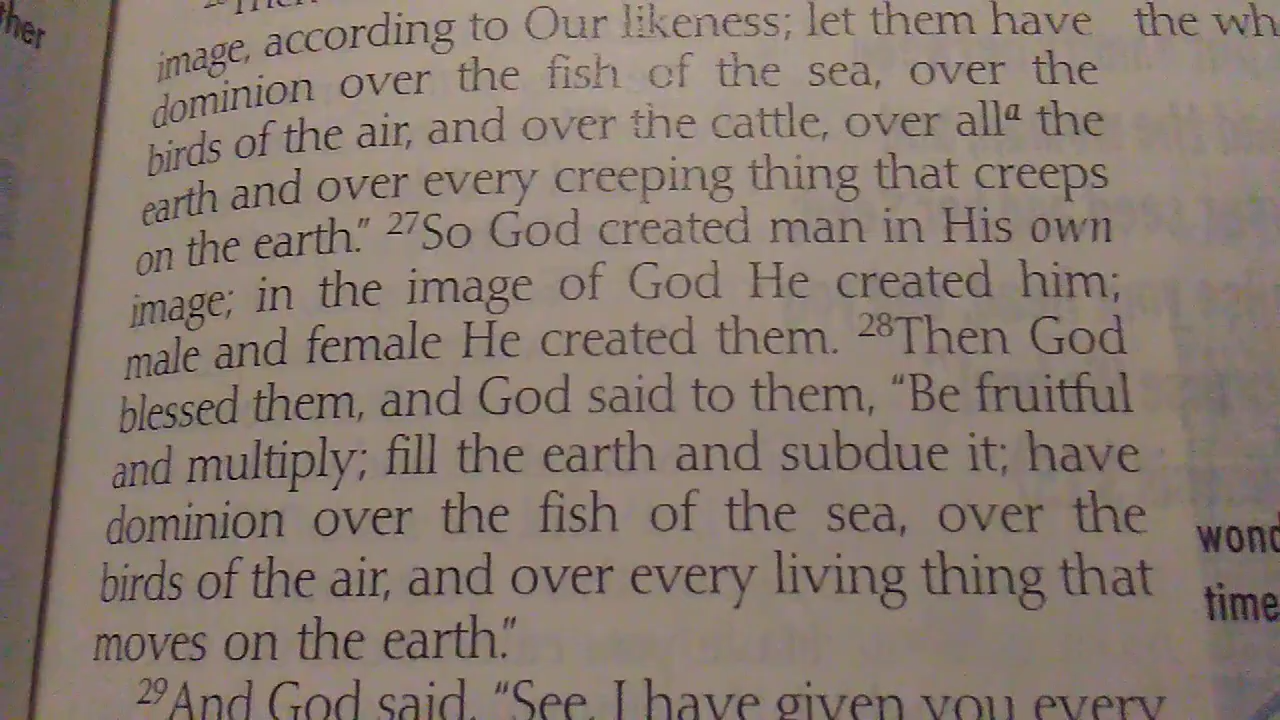 ther
image, according to Our likeness; let them have
dominion over the fish of the sea, over the
birds of the air, and over the cattle, over allᵃ the
earth and over every creeping thing that creeps
on the earth.” ²⁷So God created man in His own
image; in the image of God He created him;
male and female He created them. ²⁸Then God
blessed them, and God said to them, “Be fruitful
and multiply; fill the earth and subdue it; have
dominion over the fish of the sea, over the
birds of the air, and over every living thing that
moves on the earth.”
²⁹And God said, “See, I have given you every
the wh
wond
time